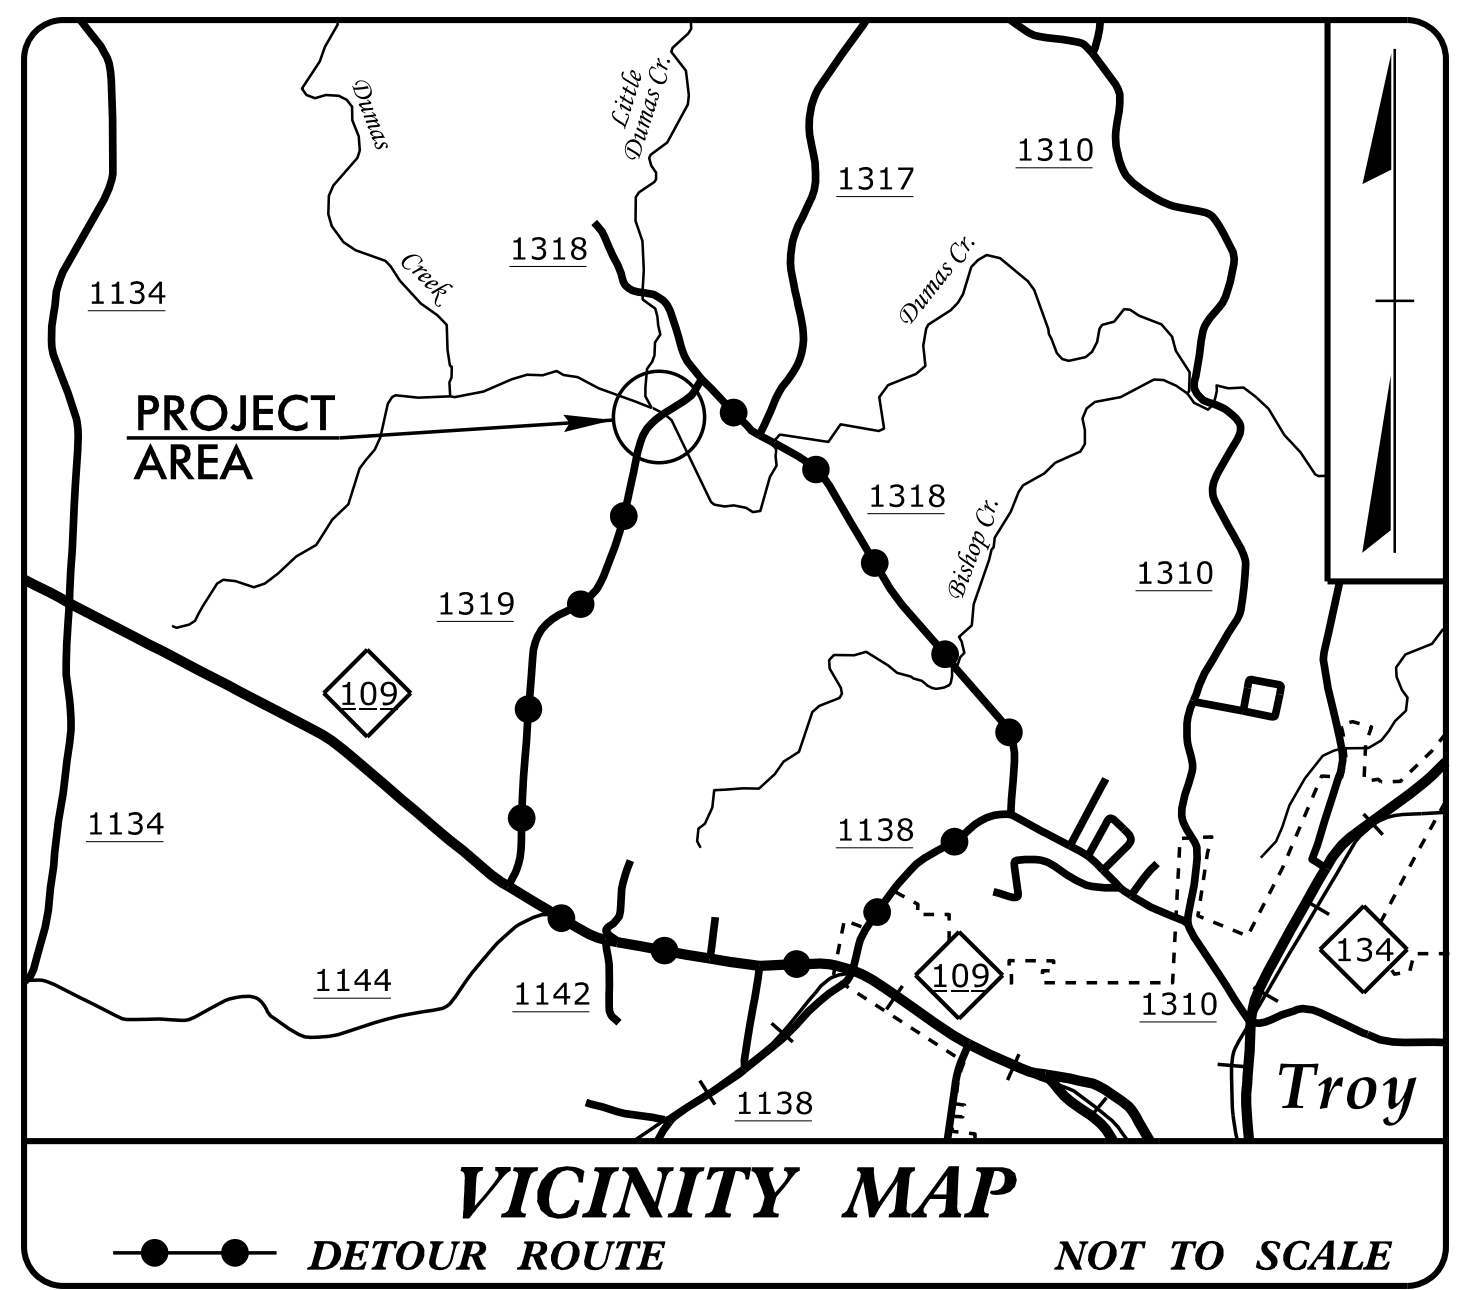 Dumas
Little
Dumas Cr.
1310
1317
1318
Creek
Dumas Cr.
1134
PROJECT
AREA
1318
Bishop Cr.
1310
1319
109
1134
1138
134
109
1144
1142
1310
1138
Troy
VICINITY MAP
DETOUR ROUTE
NOT TO SCALE